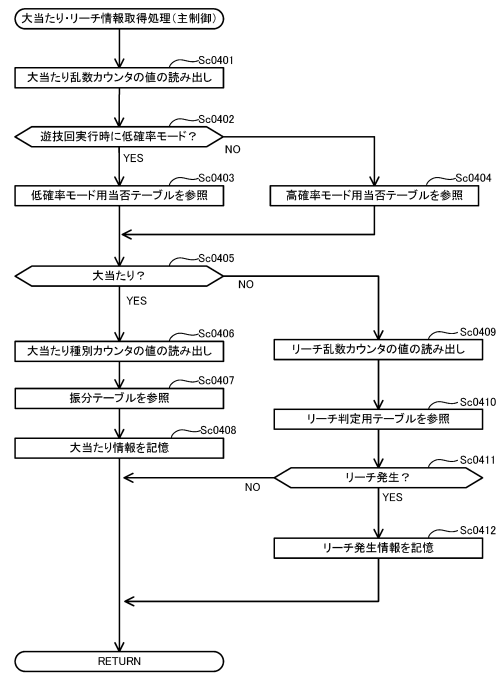 大当たり・リーチ情報取得処理(主制御)
Sc0401
大当たり乱数カウンタの値の読み出し
Sc0402
遊技回実行時に低確率モード？
YES
NO
Sc0403
低確率モード用当否テーブルを参照
Sc0404
高確率モード用当否テーブルを参照
Sc0405
大当たり？
YES
NO
Sc0406
大当たり種別カウンタの値の読み出し
Sc0407
振分テーブルを参照
Sc0408
大当たり情報を記憶
Sc0409
リーチ乱数カウンタの値の読み出し
Sc0410
リーチ判定用テーブルを参照
Sc0411
リーチ発生？
NO
YES
Sc0412
リーチ発生情報を記憶
RETURN